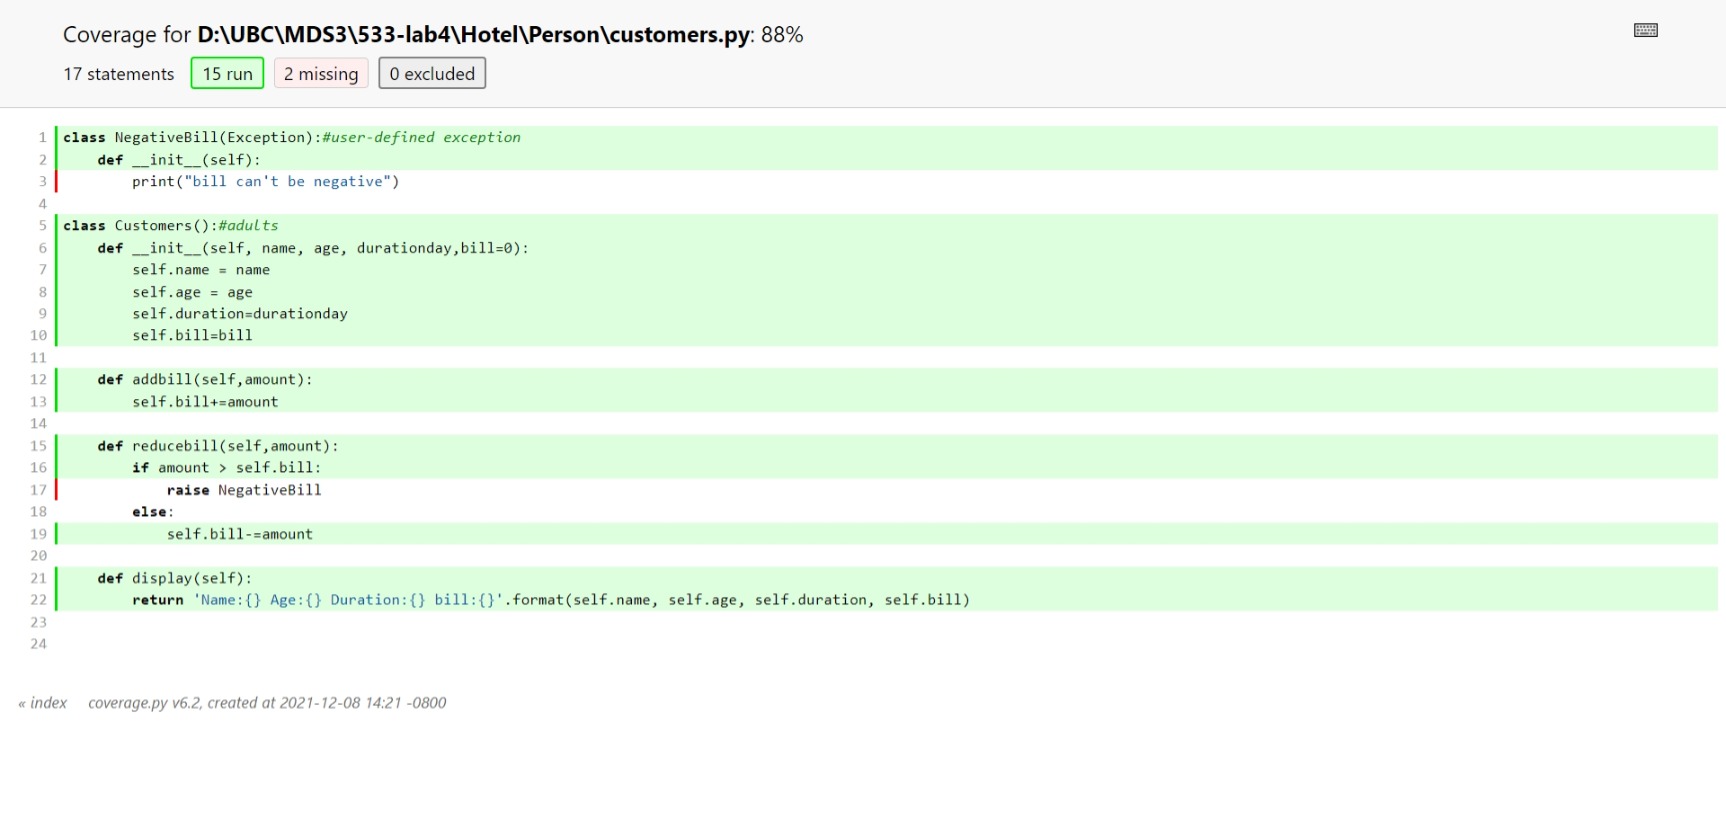 Coverage for D:\UBC\MDS3\533-lab4\Hotel\Person\customers.py: 88%
17 statements 15 run 2 missing 0 excluded
1 class NegativeBill(Exception):#user-defined exception
2     def __init__(self):
3         print("bill can't be negative")
4
5 class Customers():#adults
6     def __init__(self, name, age, durationday,bill=0):
7         self.name = name
8         self.age = age
9         self.duration=durationday
10         self.bill=bill
11
12     def addbill(self,amount):
13         self.bill+=amount
14
15     def reducebill(self,amount):
16         if amount > self.bill:
17             raise NegativeBill
18         else:
19             self.bill-=amount
20
21     def display(self):
22         return 'Name:{} Age:{} Duration:{} bill:{}'.format(self.name, self.age, self.duration, self.bill)
23
24
« index coverage.py v6.2, created at 2021-12-08 14:21 -0800